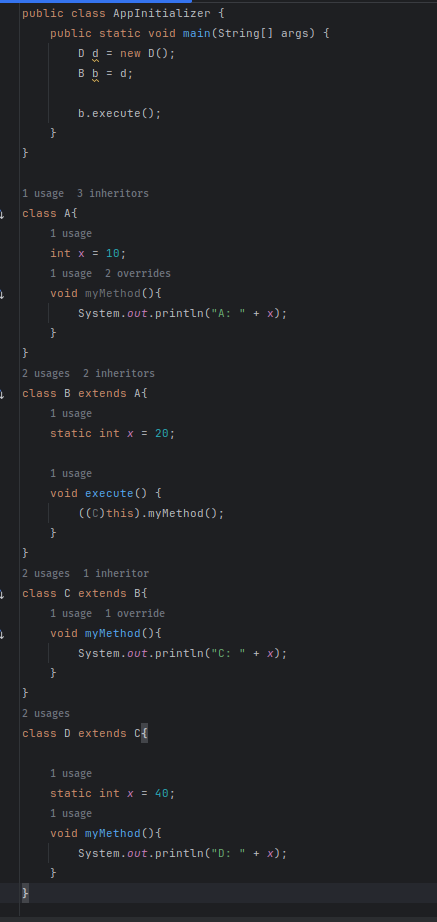 public class AppInitializer {
    public static void main(String[] args) {
        D d = new D();
        B b = d;

        b.execute();
    }
}

1 usage  3 inheritors
class A{
    1 usage
    int x = 10;
    1 usage  2 overrides
    void myMethod(){
        System.out.println("A: " + x);
    }
}
2 usages  2 inheritors
class B extends A{
    1 usage
    static int x = 20;

    1 usage
    void execute() {
        ((C)this).myMethod();
    }
}
2 usages  1 inheritor
class C extends B{
    1 usage  1 override
    void myMethod(){
        System.out.println("C: " + x);
    }
}
2 usages
class D extends C{

    1 usage
    static int x = 40;
    1 usage
    void myMethod(){
        System.out.println("D: " + x);
    }
}